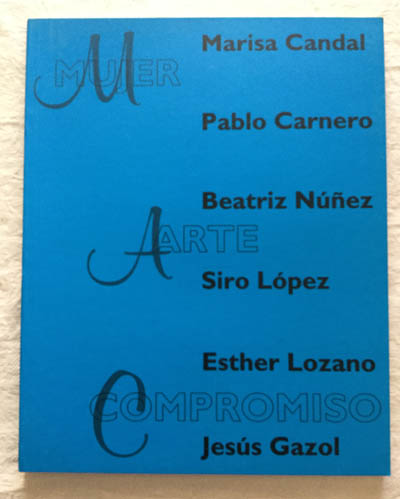 Marisa Candal
M MUJER
Pablo Carnero
Beatriz Núñez
A ARTE
Siro López
Esther Lozano
C COMPROMISO
Jesús Gazol